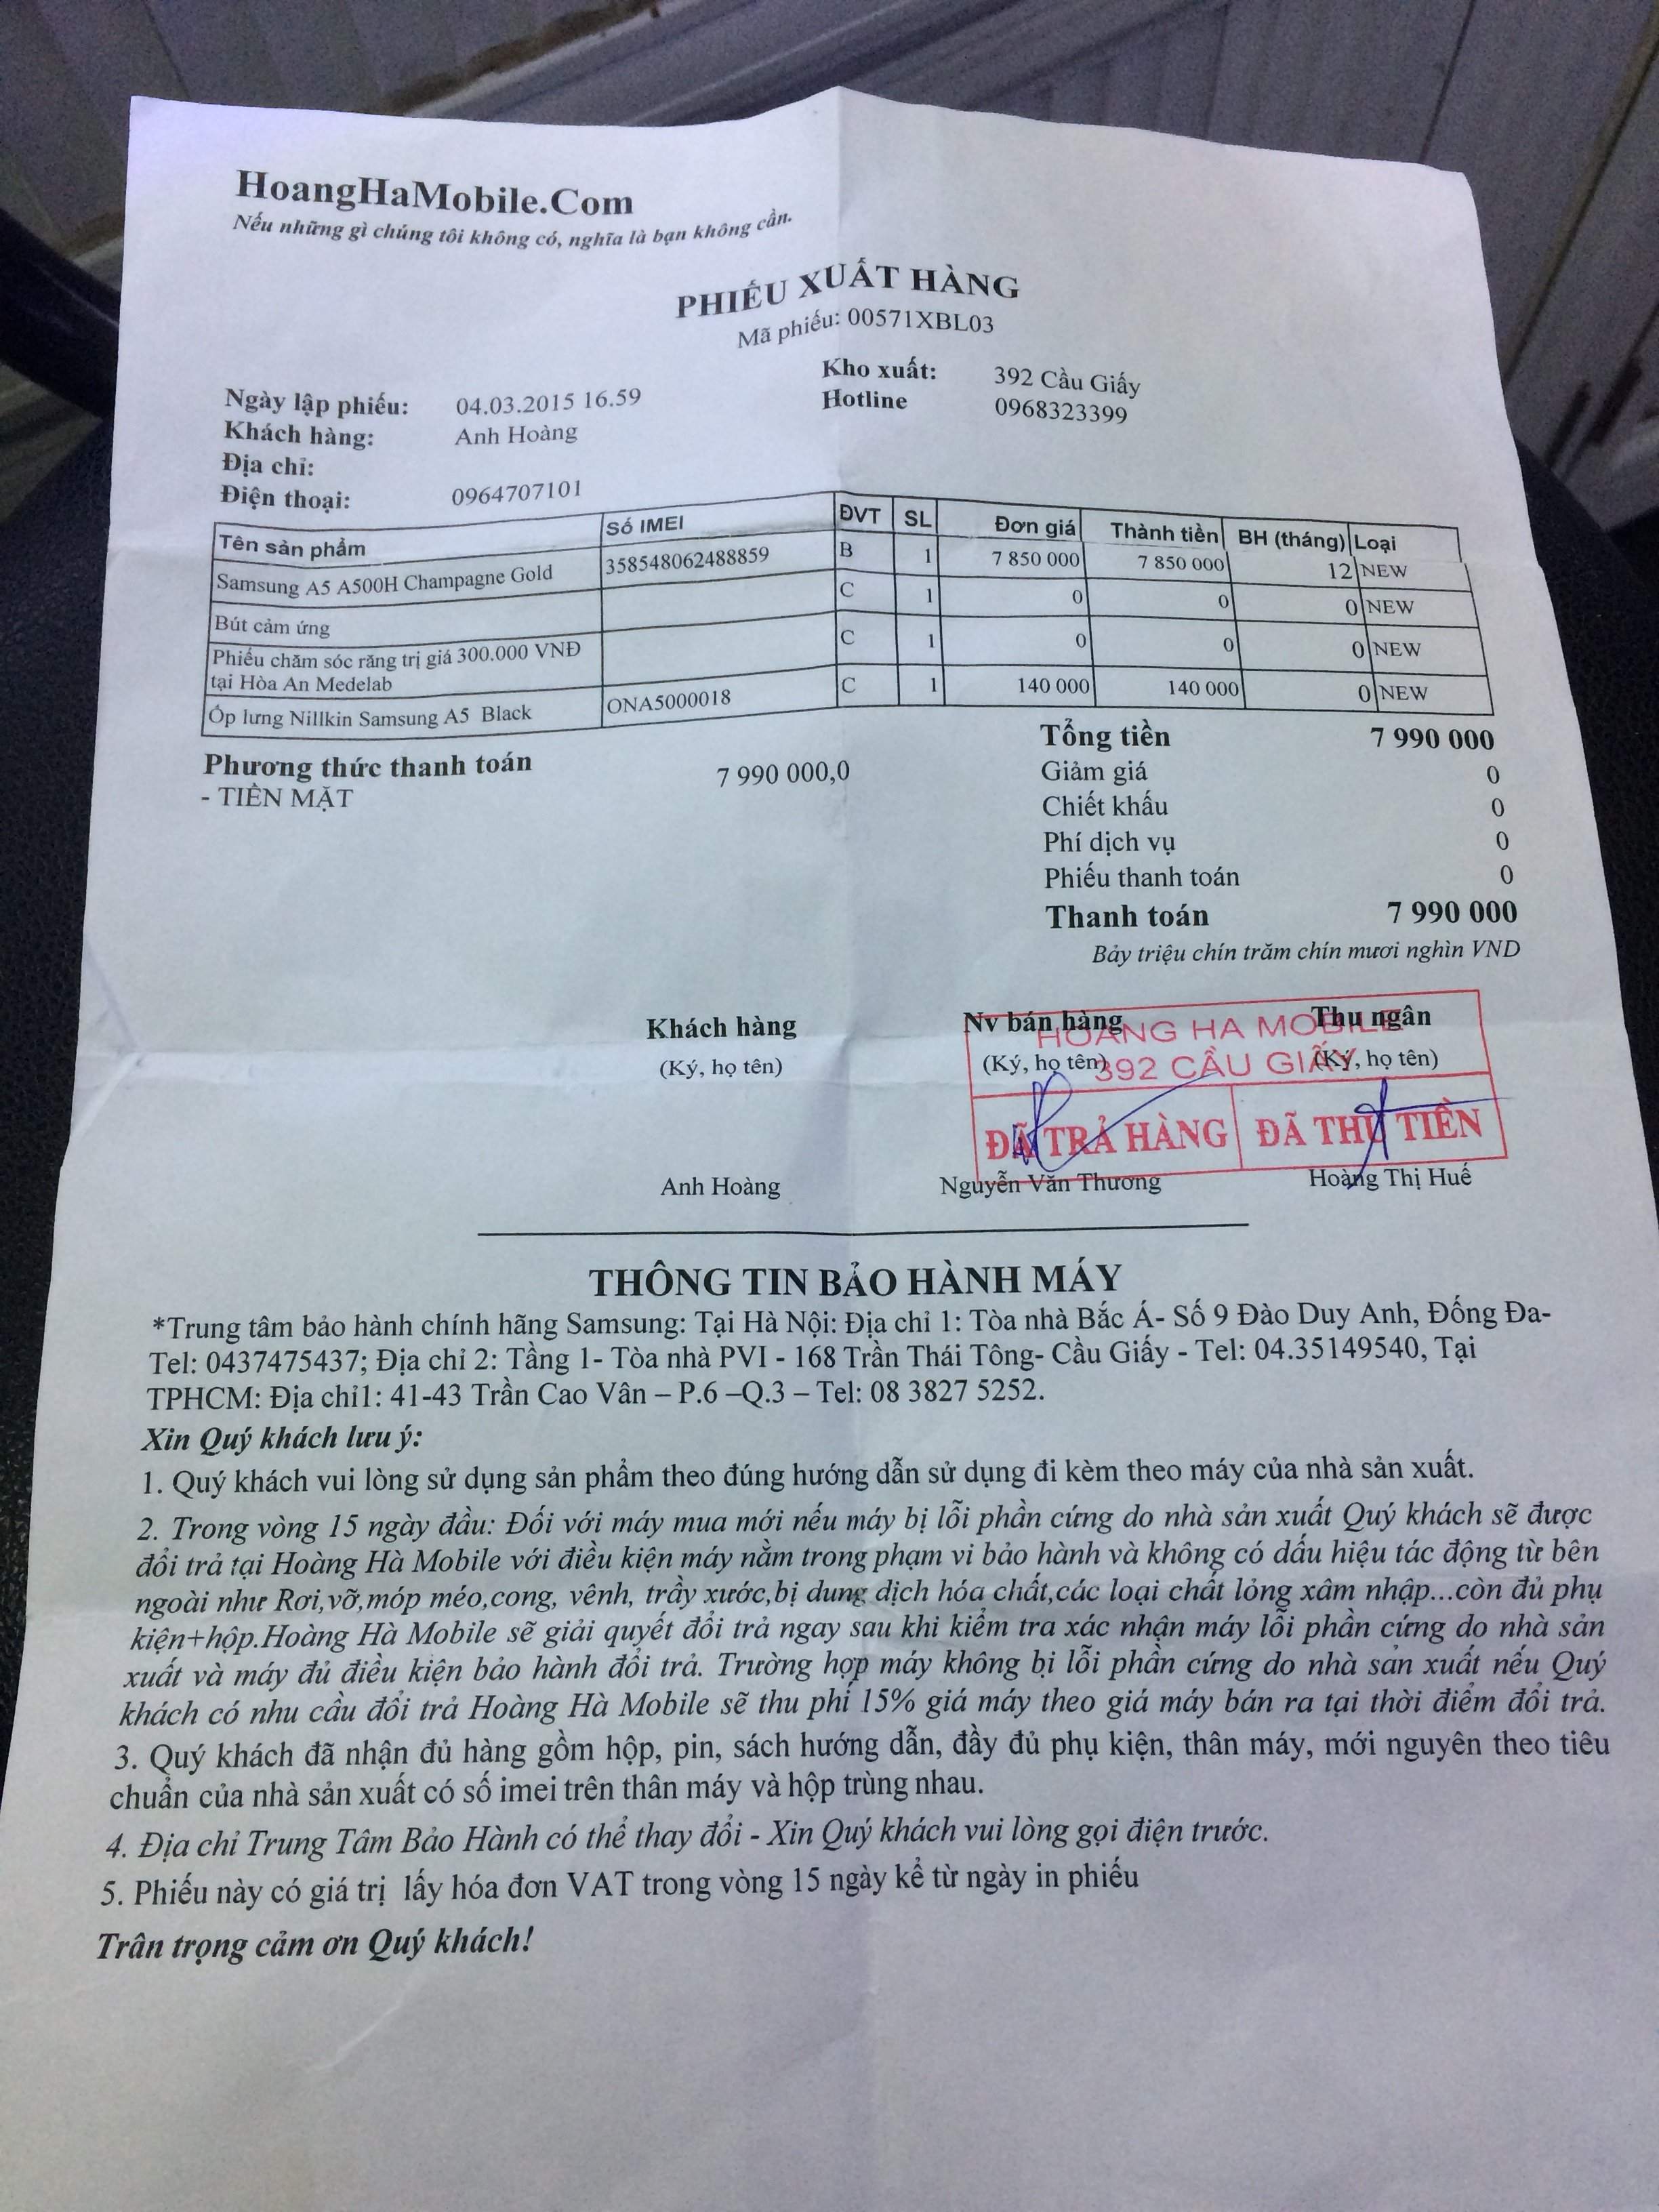 HoangHaMobile.Com
Nếu những gì chúng tôi không có, nghĩa là bạn không cần.
PHIẾU XUẤT HÀNG
Mã phiếu: 00571XBL03
Kho xuất: 392 Cầu Giấy
Hotline 0968323399
Ngày lập phiếu: 04.03.2015 16.59
Khách hàng: Anh Hoàng
Địa chỉ:
Điện thoại: 0964707101
Tên sản phẩm Số IMEI ĐVT SL Đơn giá Thành tiền BH (tháng) Loại
Samsung A5 A500H Champagne Gold 358548062488859 B 1 7 850 000 7 850 000 12 NEW
Bút cảm ứng C 1 0 0 0 NEW
Phiếu chăm sóc răng trị giá 300.000 VNĐ C 1 0 0 0 NEW
tại Hòa An Medelab
Ốp lưng Nillkin Samsung A5 Black ONA5000018 C 1 140 000 140 000 0 NEW
Phương thức thanh toán
- TIỀN MẶT 7 990 000,0
Tổng tiền 7 990 000
Giảm giá 0
Chiết khấu 0
Phí dịch vụ 0
Phiếu thanh toán 0
Thanh toán 7 990 000
Bảy triệu chín trăm chín mươi nghìn VND
Khách hàng Nv bán hàng Thu ngân
(Ký, họ tên) (Ký, họ tên) (Ký, họ tên)
HOANG HA MOBILE
392 CẦU GIẤY
ĐÃ TRẢ HÀNG ĐÃ THU TIỀN
Anh Hoàng Nguyễn Văn Thương Hoàng Thị Huế
THÔNG TIN BẢO HÀNH MÁY
*Trung tâm bảo hành chính hãng Samsung: Tại Hà Nội: Địa chỉ 1: Tòa nhà Bắc Á- Số 9 Đào Duy Anh, Đống Đa-
Tel: 0437475437; Địa chỉ 2: Tầng 1- Tòa nhà PVI - 168 Trần Thái Tông- Cầu Giấy - Tel: 04.35149540, Tại
TPHCM: Địa chỉ1: 41-43 Trần Cao Vân – P.6 –Q.3 – Tel: 08 3827 5252.
Xin Quý khách lưu ý:
1. Quý khách vui lòng sử dụng sản phẩm theo đúng hướng dẫn sử dụng đi kèm theo máy của nhà sản xuất.
2. Trong vòng 15 ngày đầu: Đối với máy mua mới nếu máy bị lỗi phần cứng do nhà sản xuất Quý khách sẽ được
đổi trả tại Hoàng Hà Mobile với điều kiện máy nằm trong phạm vi bảo hành và không có dấu hiệu tác động từ bên
ngoài như Rơi,vỡ,móp méo,cong, vênh, trầy xước,bị dung dịch hóa chất,các loại chất lỏng xâm nhập...còn đủ phụ
kiện+hộp.Hoàng Hà Mobile sẽ giải quyết đổi trả ngay sau khi kiểm tra xác nhận máy lỗi phần cứng do nhà sản
xuất và máy đủ điều kiện bảo hành đổi trả. Trường hợp máy không bị lỗi phần cứng do nhà sản xuất nếu Quý
khách có nhu cầu đổi trả Hoàng Hà Mobile sẽ thu phí 15% giá máy theo giá máy bán ra tại thời điểm đổi trả.
3. Quý khách đã nhận đủ hàng gồm hộp, pin, sách hướng dẫn, đầy đủ phụ kiện, thân máy, mới nguyên theo tiêu
chuẩn của nhà sản xuất có số imei trên thân máy và hộp trùng nhau.
4. Địa chỉ Trung Tâm Bảo Hành có thể thay đổi - Xin Quý khách vui lòng gọi điện trước.
5. Phiếu này có giá trị lấy hóa đơn VAT trong vòng 15 ngày kể từ ngày in phiếu
Trân trọng cảm ơn Quý khách!